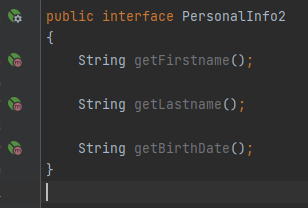 public interface PersonalInfo2
{
String getFirstname();
String getLastname();
String getBirthDate();
}